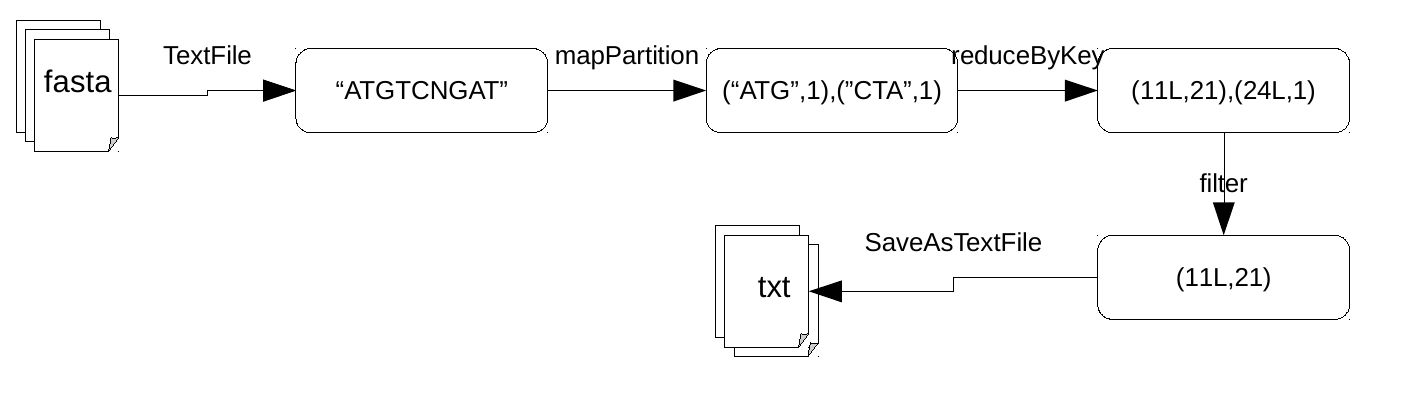 fasta
TextFile
“ATGTCNGAT”
mapPartition
(“ATG”,1),(”CTA”,1)
reduceByKey
(11L,21),(24L,1)
filter
(11L,21)
SaveAsTextFile
txt